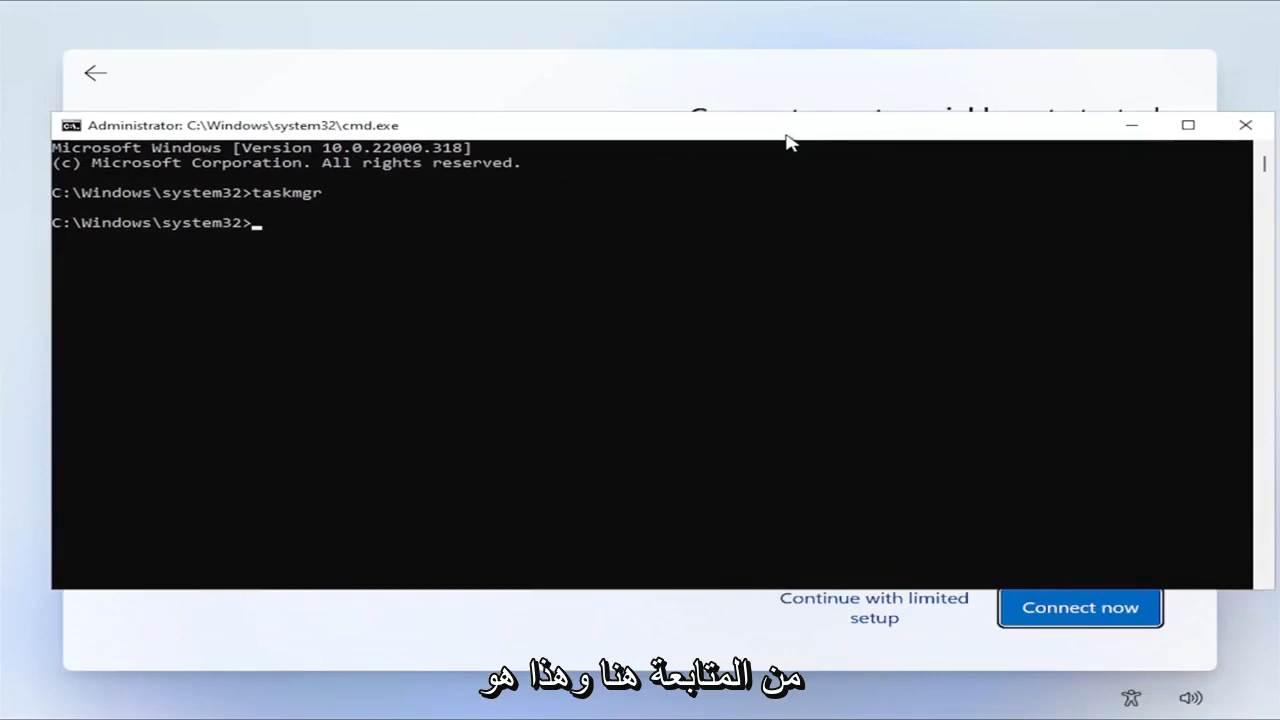 Administrator: C:\Windows\system32\cmd.exe
Microsoft Windows [Version 10.0.22000.318]
(c) Microsoft Corporation. All rights reserved.
C:\Windows\system32>taskmgr
C:\Windows\system32>
Continue with limited
setup
Connect now
من المتابعة هنا وهذا هو